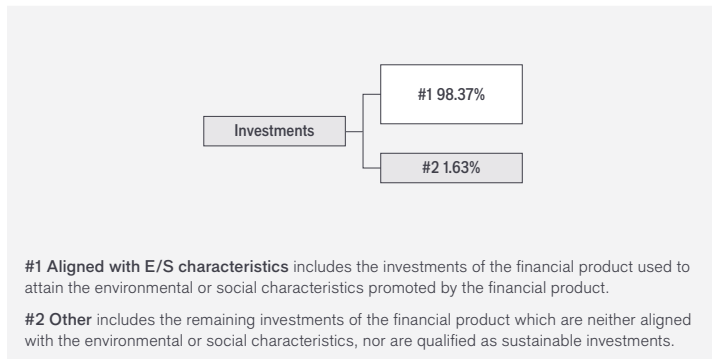 #1 98.37%
Investments
#2 1.63%
#1 Aligned with E/S characteristics includes the investments of the financial product used to
attain the environmental or social characteristics promoted by the financial product.
#2 Other includes the remaining investments of the financial product which are neither aligned
with the environmental or social characteristics, nor are qualified as sustainable investments.